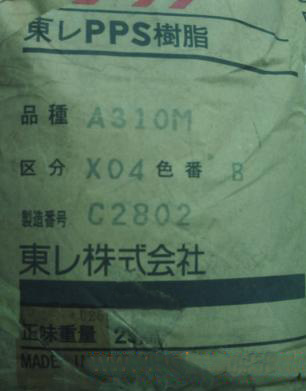 東レPPS樹脂
品種 A310M
区分 X04 色番 B
製造番号 C2802
東レ株式会社
正味重量
MADE